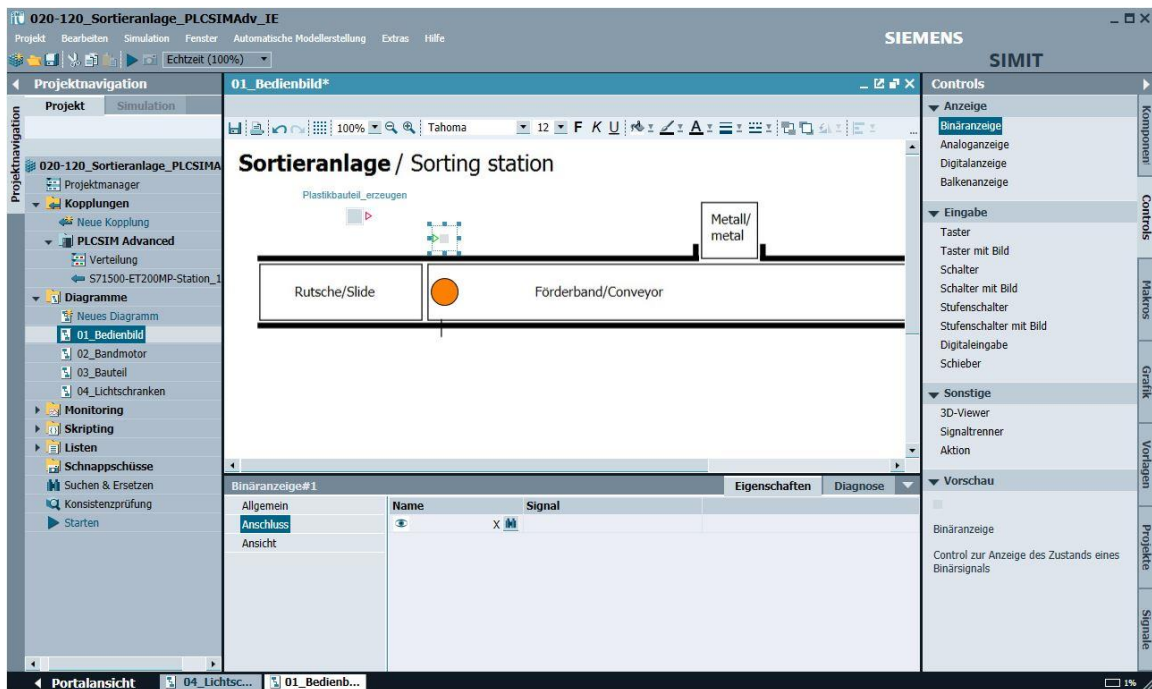 020-120_Sortieranlage_PLCSIMAdv_IE
Projekt Bearbeiten Simulation Fenster Automatische Modellerstellung Extras Hilfe
SIEMENS
SIMIT
Echtzeit (100%)
Projektnavigation
Projekt Simulation
Projektnavigation
020-120_Sortieranlage_PLCSIMA
Projektmanager
Kopplungen
Neue Kopplung
PLCSIM Advanced
Verteilung
S71500-ET200MP-Station_1
Diagramme
Neues Diagramm
01_Bedienbild
02_Bandmotor
03_Bauteil
04_Lichtschranken
Monitoring
Skripting
Listen
Schnappschüsse
Suchen & Ersetzen
Konsistenzprüfung
Starten
01_Bedienbild*
100% Tahoma 12 F K U A
Sortieranlage / Sorting station
Plastikbauteil_erzeugen
Metall/
metal
Rutsche/Slide
Förderband/Conveyor
Binäranzeige#1
Eigenschaften Diagnose
Allgemein
Anschluss
Ansicht
Name Signal
X
Controls
Anzeige
Binäranzeige
Analoganzeige
Digitalanzeige
Balkenanzeige
Eingabe
Taster
Taster mit Bild
Schalter
Schalter mit Bild
Stufenschalter
Stufenschalter mit Bild
Digitaleingabe
Schieber
Sonstige
3D-Viewer
Signaltrenner
Aktion
Vorschau
Binäranzeige
Control zur Anzeige des Zustands eines
Binärsignals
Komponen
Controls
Makros
Grafik
Vorlagen
Projekte
Signale
Portalansicht 04_Lichtsc... 01_Bedienb...
1%